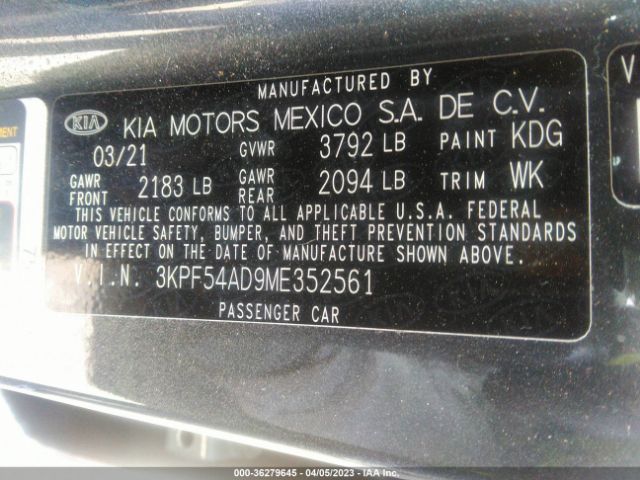 MANUFACTURED BY
KIA KIA MOTORS MEXICO S.A. DE C.V.
03/21 GVWR 3792 LB PAINT KDG
GAWR FRONT 2183 LB GAWR REAR 2094 LB TRIM WK
THIS VEHICLE CONFORMS TO ALL APPLICABLE U.S.A. FEDERAL
MOTOR VEHICLE SAFETY, BUMPER, AND THEFT PREVENTION STANDARDS
IN EFFECT ON THE DATE OF MANUFACTURE SHOWN ABOVE.
V.I.N. 3KPF54AD9ME352561
PASSENGER CAR
000-36279645 - 04/05/2023 - IAA Inc.